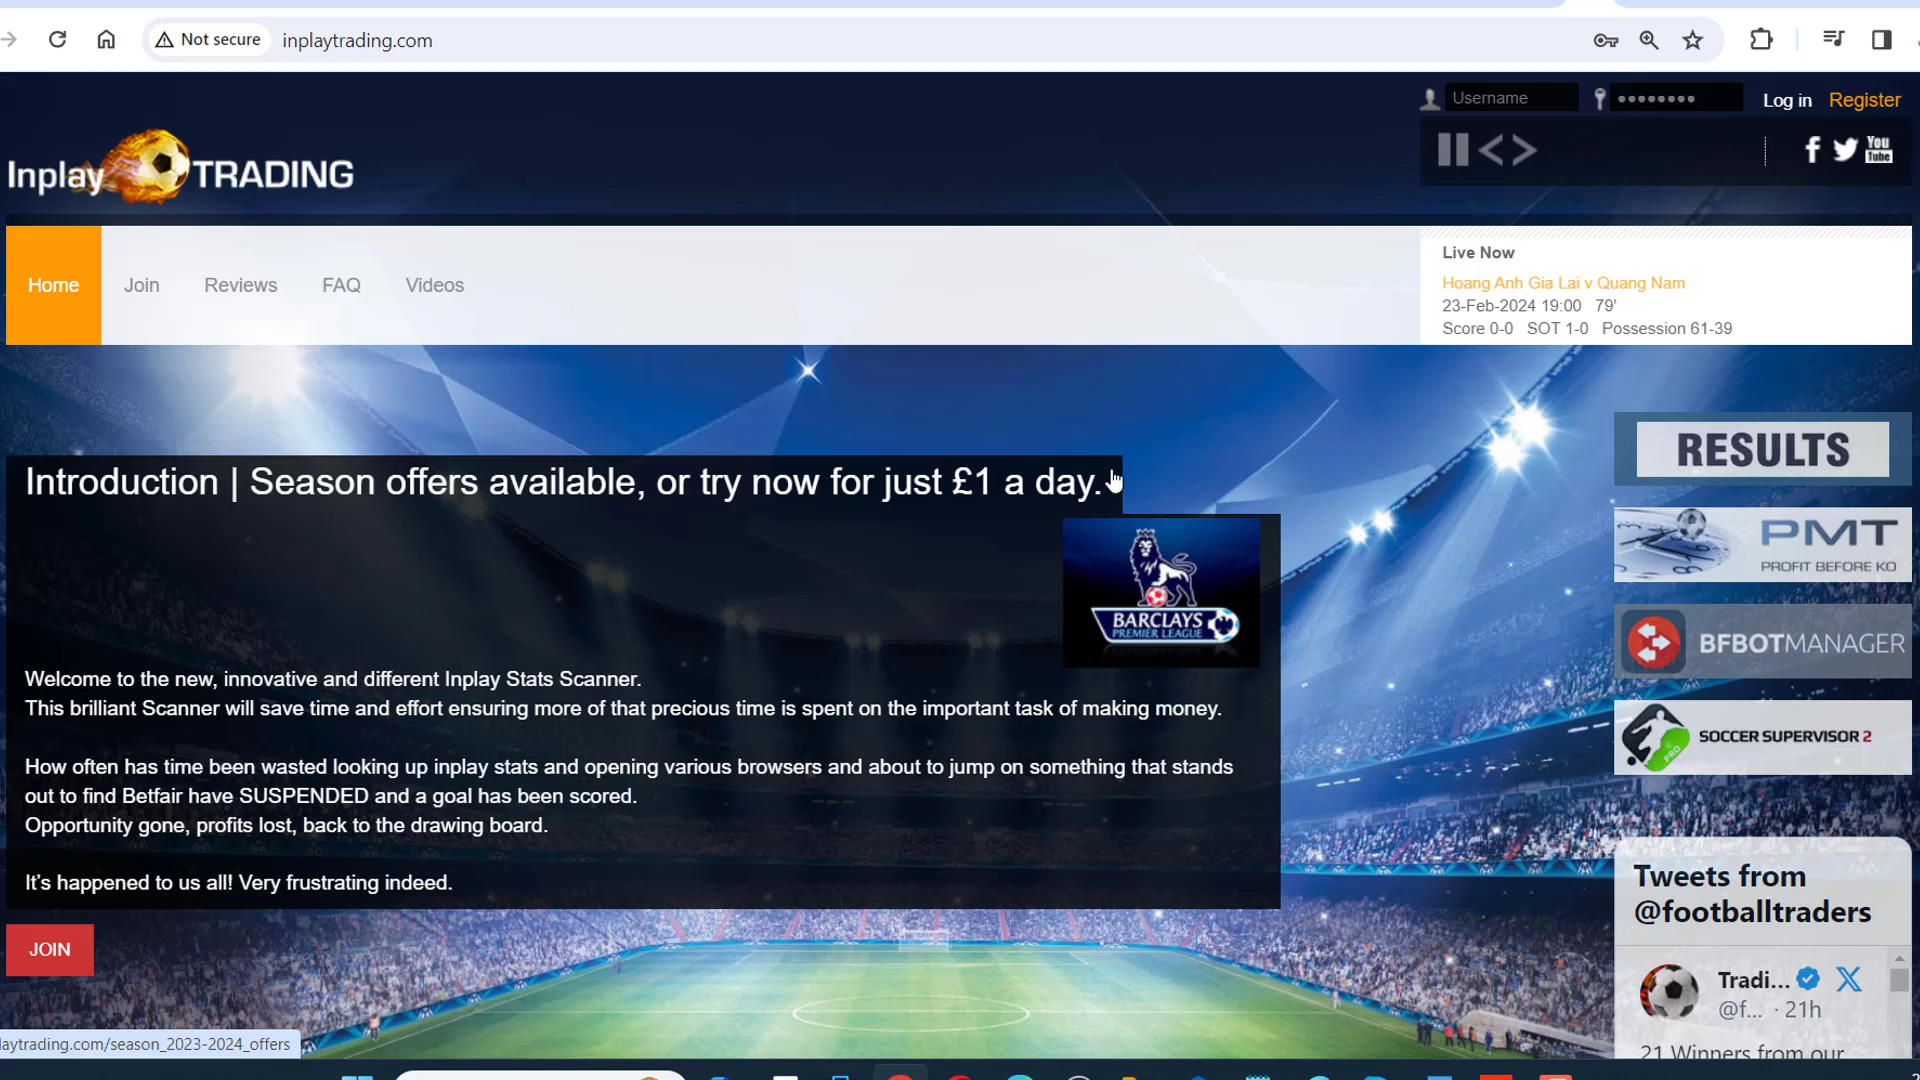 Not secure
inplaytrading.com
Username
Log in
Register
Inplay TRADING
You
Tube
Home
Join
Reviews
FAQ
Videos
Live Now
Hoang Anh Gia Lai v Quang Nam
23-Feb-2024 19:00 79'
Score 0-0 SOT 1-0 Possession 61-39
Introduction | Season offers available, or try now for just £1 a day.
BARCLAYS
PREMIER LEAGUE
Welcome to the new, innovative and different Inplay Stats Scanner.
This brilliant Scanner will save time and effort ensuring more of that precious time is spent on the important task of making money.
How often has time been wasted looking up inplay stats and opening various browsers and about to jump on something that stands
out to find Betfair have SUSPENDED and a goal has been scored.
Opportunity gone, profits lost, back to the drawing board.
It's happened to us all! Very frustrating indeed.
JOIN
RESULTS
PMT
PROFIT BEFORE KO
BFBOTMANAGER
PRO
SOCCER SUPERVISOR 2
Tweets from
@footballtraders
Tradi...
@f... · 21h
21 Winners from our
laytrading.com/season_2023-2024_offers